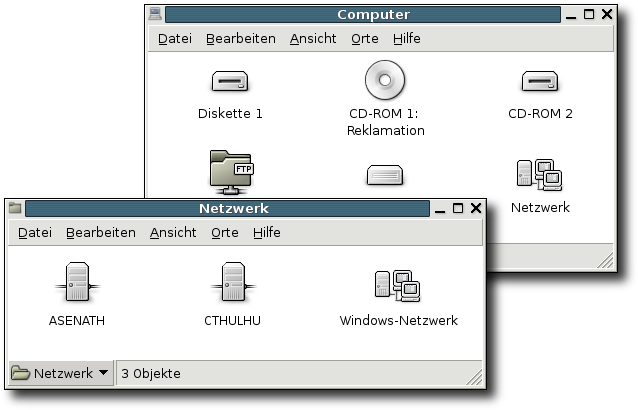 Computer
Datei Bearbeiten Ansicht Orte Hilfe
Diskette 1
CD-ROM 1:
Reklamation
CD-ROM 2
FTP
Netzwerk
Netzwerk
Datei Bearbeiten Ansicht Orte Hilfe
ASENATH
CTHULHU
Windows-Netzwerk
Netzwerk
3 Objekte